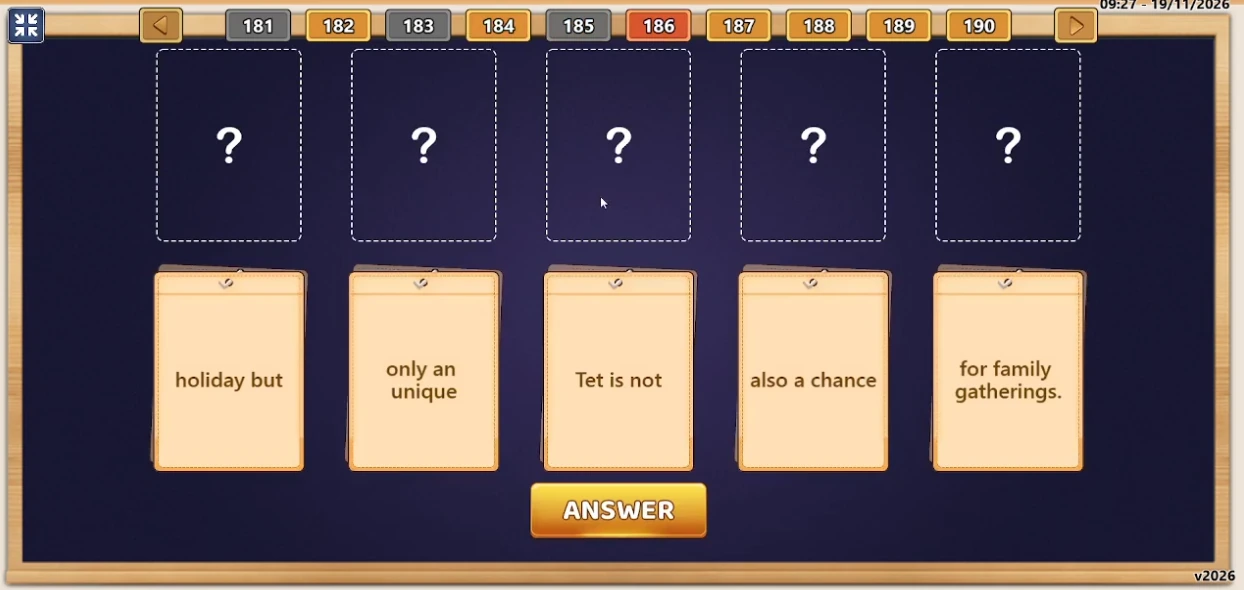 09:27 - 19/11/2026
181 182 183 184 185 186 187 188 189 190
? ? ? ? ?
holiday but
only an
unique
Tet is not
also a chance
for family
gatherings.
ANSWER
v2026